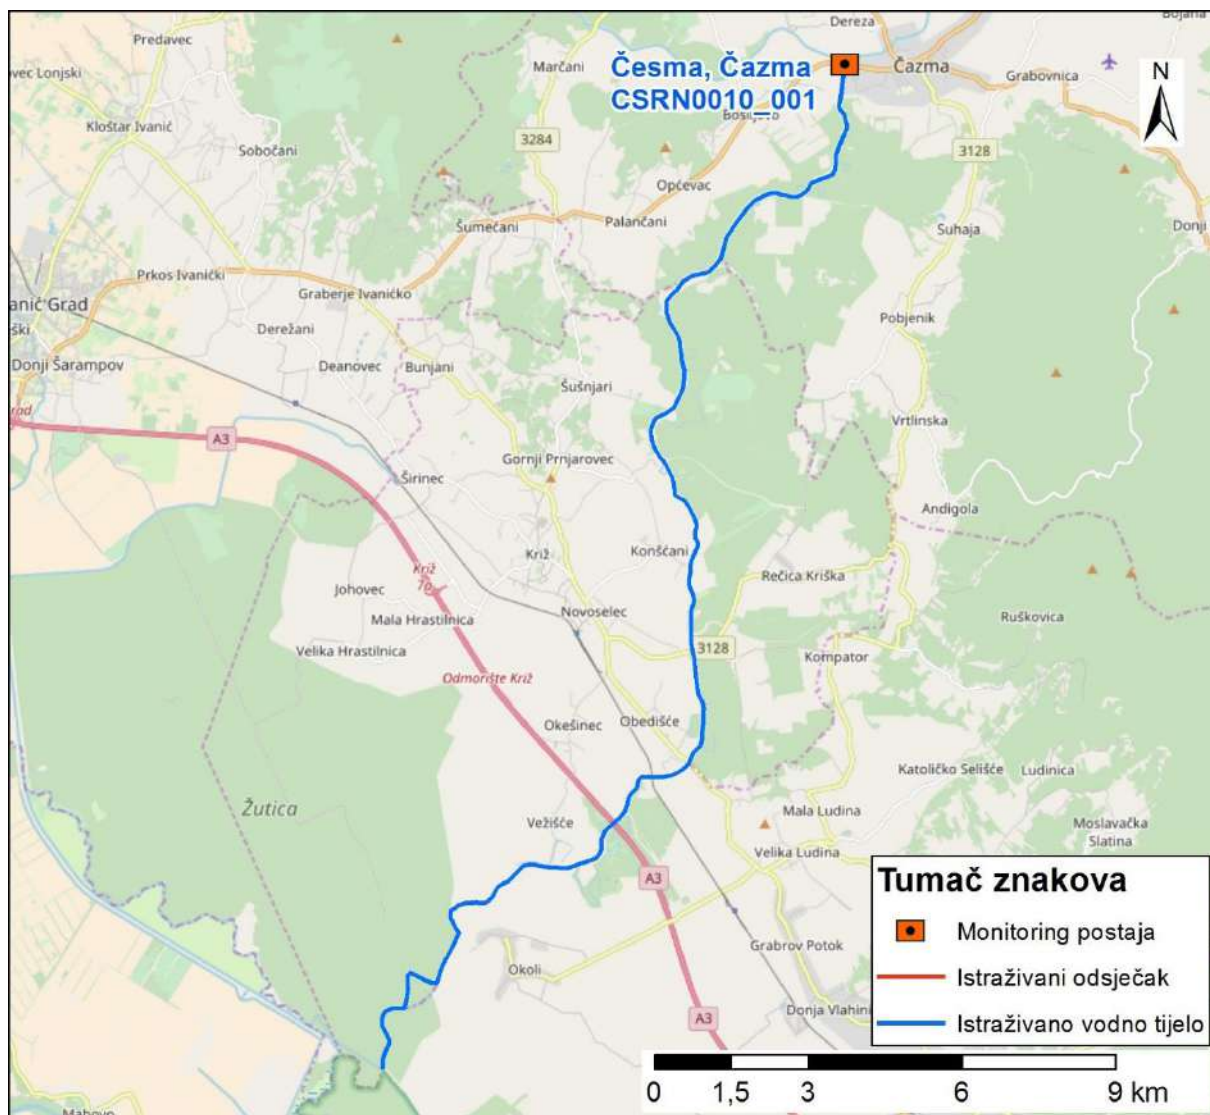 Dereza
Bojana
Predavec
Marčani
Česma, Čazma
CSRN0010_001
Čazma
Grabovnica
N
Kloštar Ivanić
Sobočani
3284
3128
Općevac
Palančani
Šumećani
Suhaja
Donji
Prkos Ivanićki
Graberje Ivanićko
anić Grad
Derežani
Pobjenik
Donji Šarampov
Deanovec
Bunjani
Šušnjari
Vrtlinska
A3
Gornji Prnjarovec
Širinec
Andigola
Križ
Konšćani
Križ
Rečica Kriška
Johovec
Mala Hrastilnica
Novoselec
Ruškovica
Velika Hrastilnica
3128
Kompator
Odmorište Križ
Okešinec
Obedišće
Katoličko Selišće
Ludinica
Žutica
Vežišće
Mala Ludina
Moslavačka
Slatina
Velika Ludina
A3
Grabrov Potok
Okoli
Donja Vlahini
A3
Tumač znakova
Monitoring postaja
Istraživani odsječak
Istraživano vodno tijelo
0 1,5 3 6 9 km